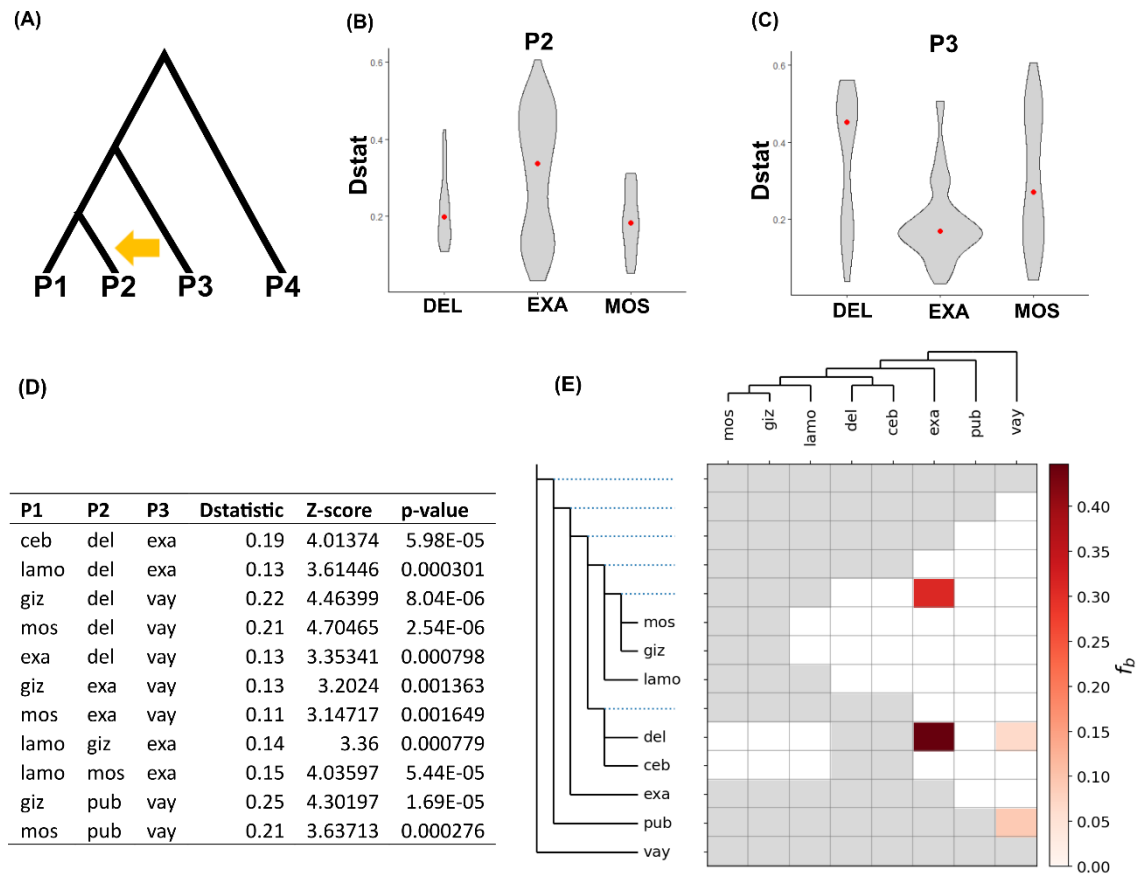 (A)
P1 P2 P3 P4
(B)
P2
Dstat
0.6
0.4
0.2
DEL EXA MOS
(C)
P3
Dstat
0.6
0.4
0.2
DEL EXA MOS
(D)
P1 P2 P3 Dstatistic Z-score p-value
ceb del exa 0.19 4.01374 5.98E-05
lamo del exa 0.13 3.61446 0.000301
giz del vay 0.22 4.46399 8.04E-06
mos del vay 0.21 4.70465 2.54E-06
exa del vay 0.13 3.35341 0.000798
giz exa vay 0.13 3.2024 0.001363
mos exa vay 0.11 3.14717 0.001649
lamo giz exa 0.14 3.36 0.000779
lamo mos exa 0.15 4.03597 5.44E-05
giz pub vay 0.25 4.30197 1.69E-05
mos pub vay 0.21 3.63713 0.000276
(E)
mos giz lamo del ceb exa pub vay
mos
giz
lamo
del
ceb
exa
pub
vay
0.40
0.35
0.30
0.25
0.20
0.15
0.10
0.05
0.00
f_b